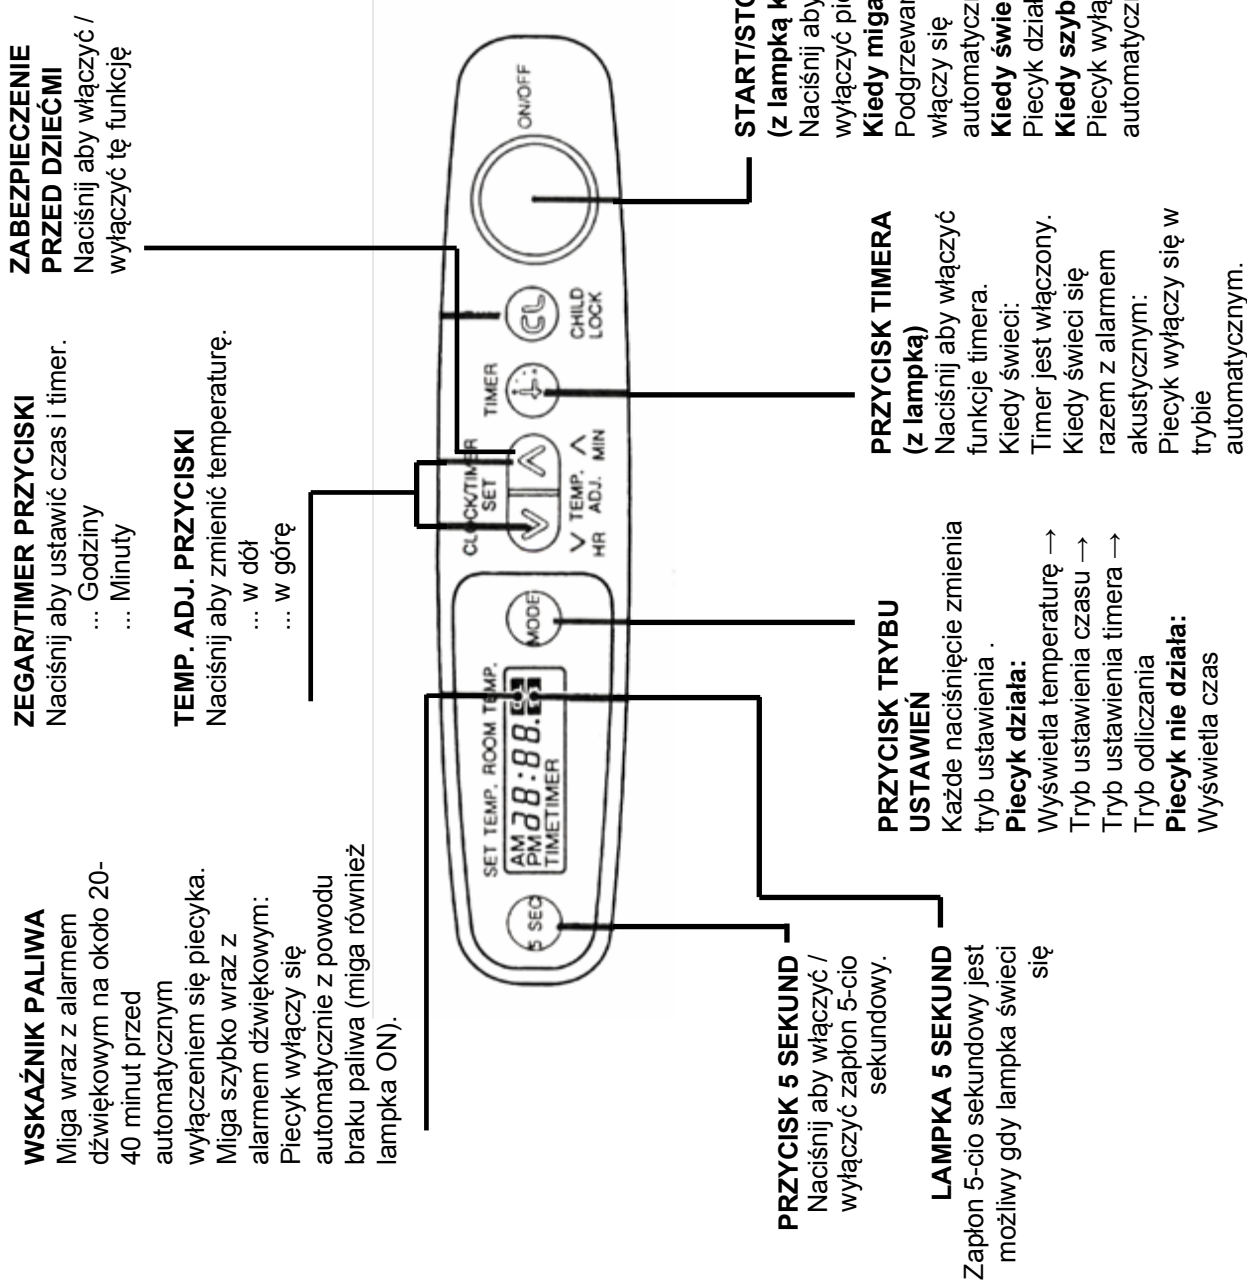 WSKAŹNIK PALIWA
Miga wraz z alarmem
dźwiękowym na około 20-
40 minut przed
automatycznym
wyłączeniem się piecyka.
Miga szybko wraz z
alarmem dźwiękowym:
Piecyk wyłączy się
automatycznie z powodu
braku paliwa (miga również
lampka ON).
ZEGAR/TIMER PRZYCISKI
Naciśnij aby ustawić czas i timer.
... Godziny
... Minuty
TEMP. ADJ. PRZYCISKI
Naciśnij aby zmienić temperaturę.
... w dół
... w górę
ZABEZPIECZENIE
PRZED DZIEĆMI
Naciśnij aby włączyć /
wyłączyć tę funkcję
5 SEC
SET TEMP. ROOM TEMP.
AM
PM 28:88.
TIMETIMER
MODE
CLOCK/TIMER
SET
TEMP.
HR ADJ. MIN
TIMER
CL
CHILD
LOCK
ON/OFF
PRZYCISK 5 SEKUND
Naciśnij aby włączyć /
wyłączyć zapłon 5-cio
sekundowy.
LAMPKA 5 SEKUND
Zapłon 5-cio sekundowy jest
możliwy gdy lampka świeci
się
PRZYCISK TRYBU
USTAWIEŃ
Każde naciśnięcie zmienia
tryb ustawienia .
Piecyk działa:
Wyświetla temperaturę →
Tryb ustawienia czasu →
Tryb ustawienia timera →
Tryb odliczania
Piecyk nie działa:
Wyświetla czas
PRZYCISK TIMERA
(z lampką)
Naciśnij aby włączyć
funkcje timera.
Kiedy świeci:
Timer jest włączony.
Kiedy świeci się
razem z alarmem
akustycznym:
Piecyk wyłączy się w
trybie
automatycznym.
START/STO
(z lampką k
Naciśnij aby
wyłączyć pie
Kiedy miga
Podgrzewan
włączy się
automatyczn
Kiedy świe
Piecyk dział
Kiedy szyb
Piecyk wyłą
automatyczn